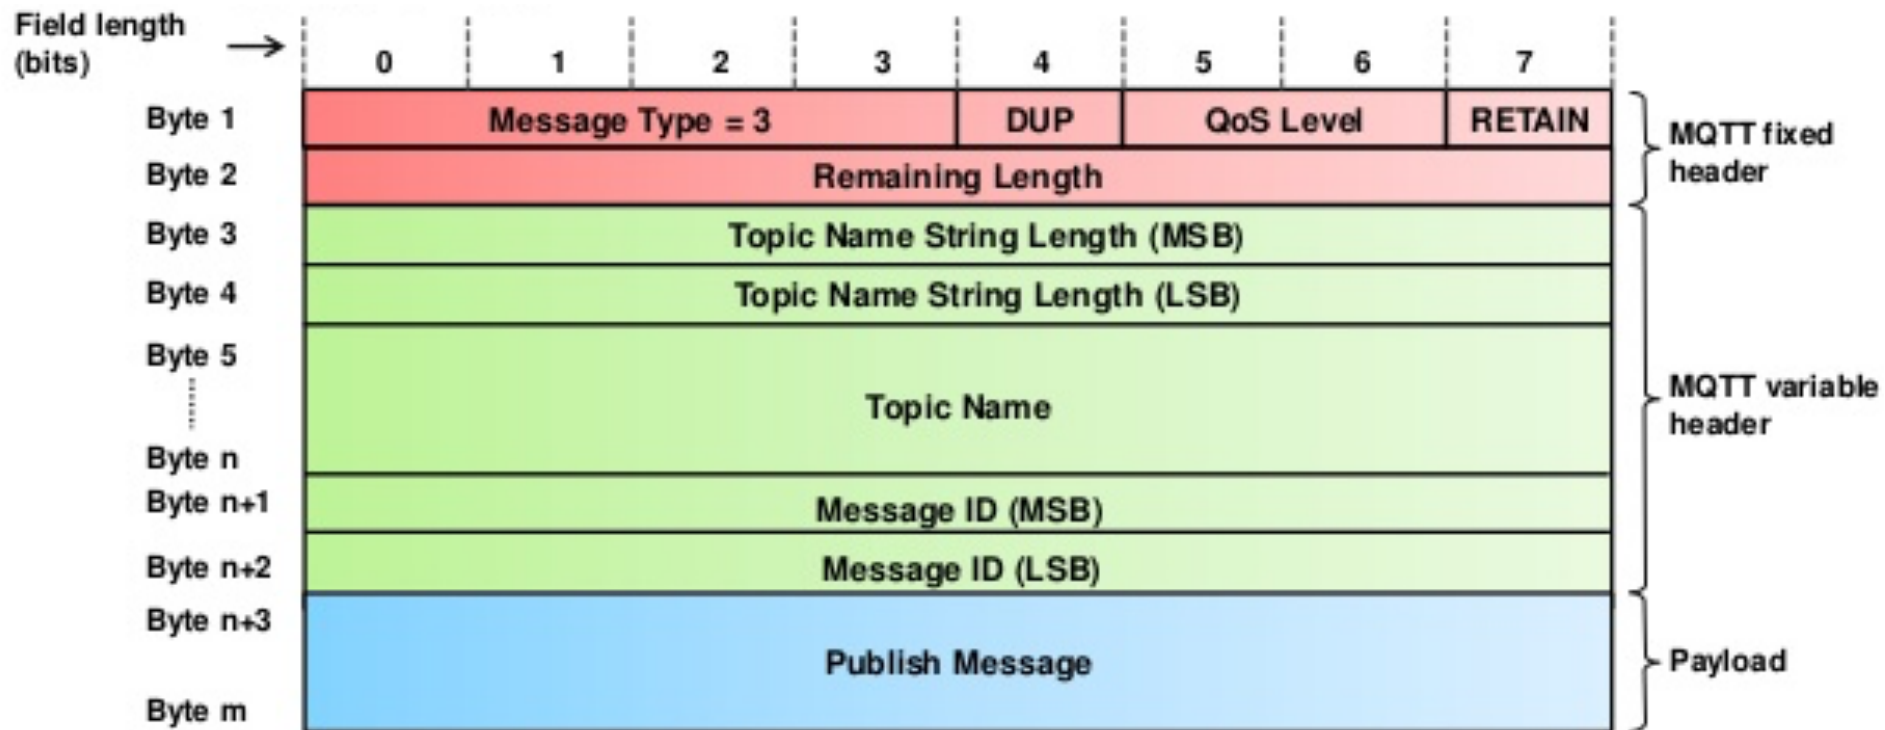 Field length
(bits)
0 1 2 3 4 5 6 7
Byte 1 Message Type = 3 DUP QoS Level RETAIN
MQTT fixed
header
Byte 2 Remaining Length
Byte 3 Topic Name String Length (MSB)
Byte 4 Topic Name String Length (LSB)
Byte 5
Topic Name
MQTT variable
header
Byte n
Byte n+1 Message ID (MSB)
Byte n+2 Message ID (LSB)
Byte n+3
Publish Message
Payload
Byte m